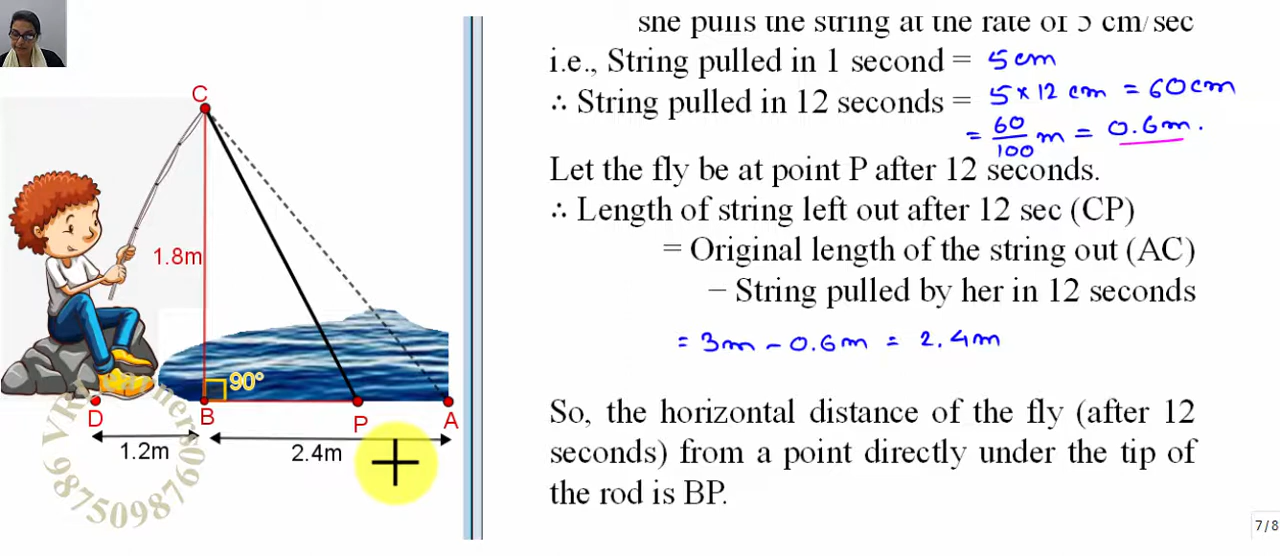 she pulls the string at the rate of 5 cm/sec
i.e., String pulled in 1 second = 5cm
∴ String pulled in 12 seconds = 5 × 12 cm = 60cm
= 60/100 m = 0.6m.
Let the fly be at point P after 12 seconds.
∴ Length of string left out after 12 sec (CP)
= Original length of the string out (AC)
− String pulled by her in 12 seconds
= 3m − 0.6m = 2.4m
So, the horizontal distance of the fly (after 12
seconds) from a point directly under the tip of
the rod is BP.
7/8
C
1.8m
90°
D B P A
1.2m 2.4m
9875098760